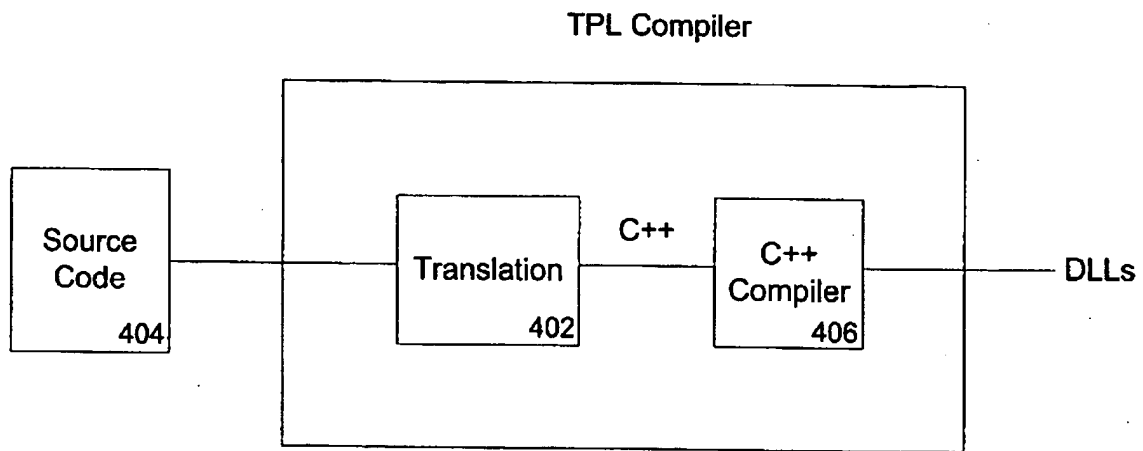 TPL Compiler
Source
Code
404
Translation
402
C++
C++
Compiler
406
DLLs